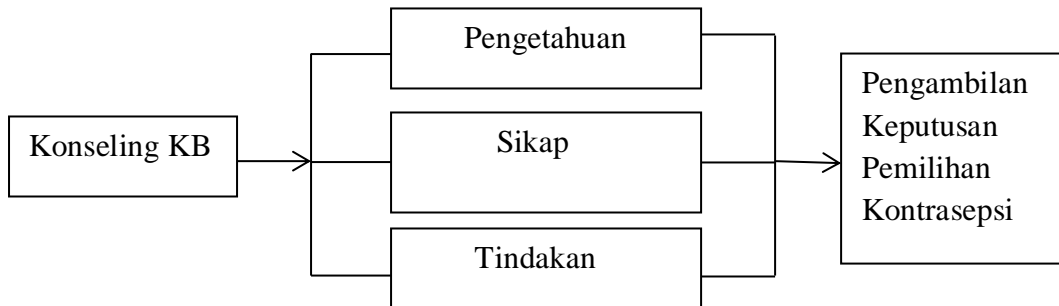 Konseling KB
Pengetahuan
Sikap
Tindakan
Pengambilan
Keputusan
Pemilihan
Kontrasepsi